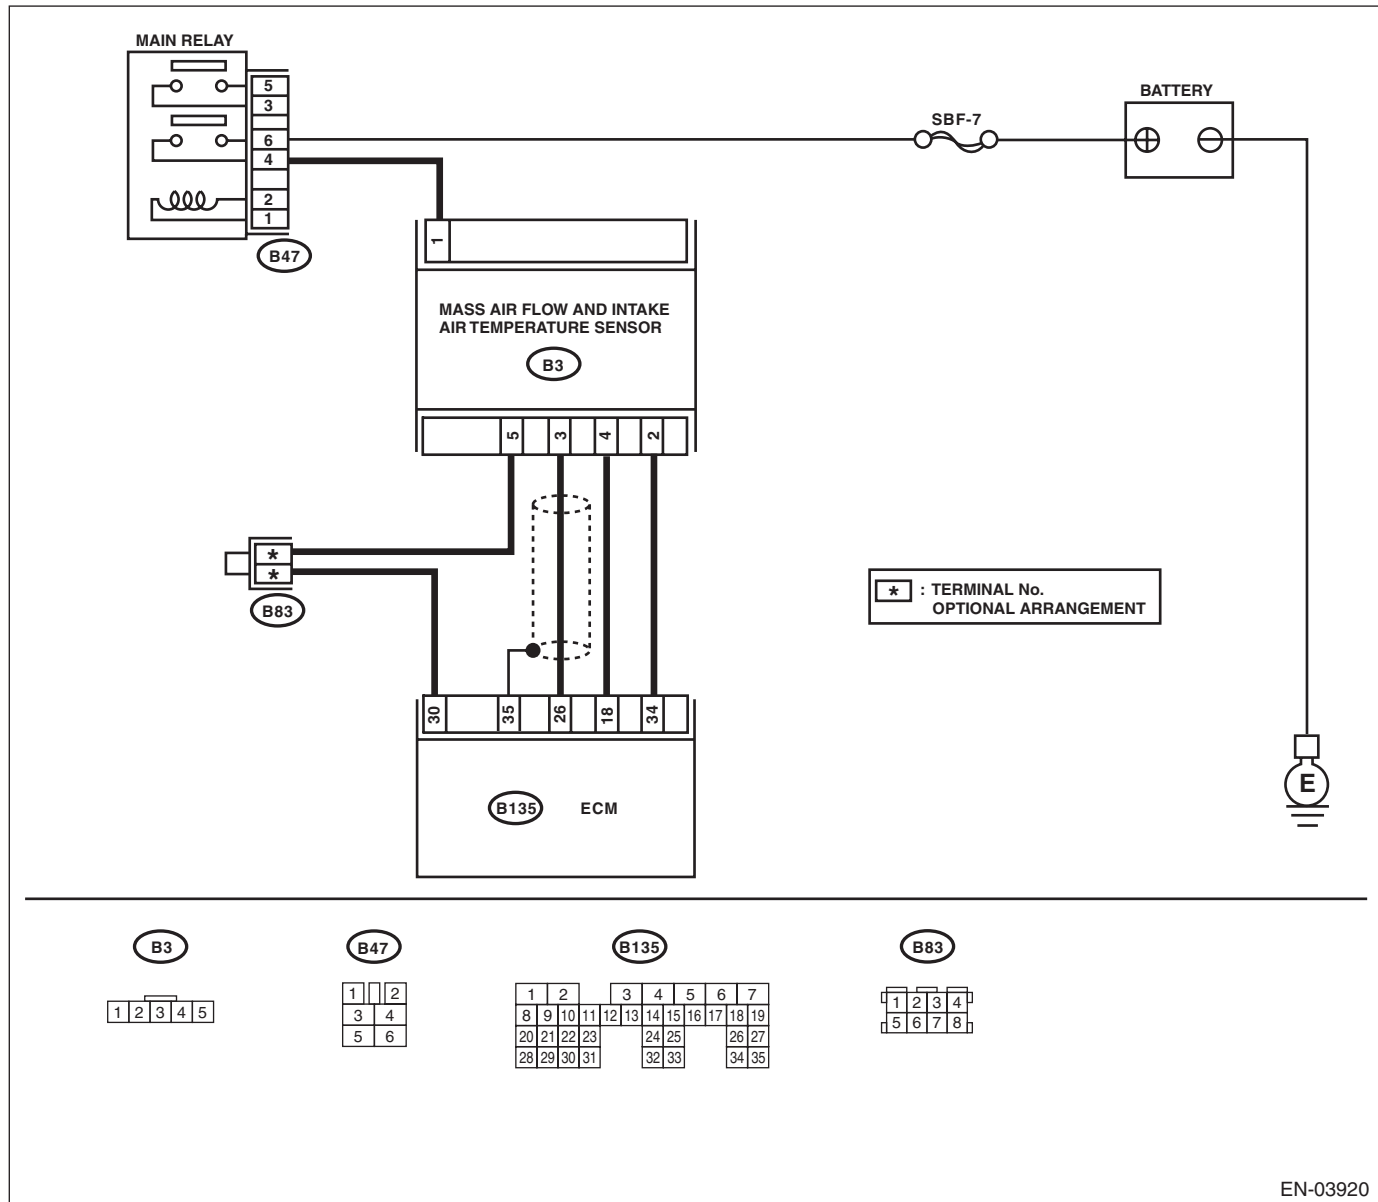 MAIN RELAY
5
3
6
4
2
1
B47
SBF-7
BATTERY
1
MASS AIR FLOW AND INTAKE
AIR TEMPERATURE SENSOR
B3
5 3 4 2
*
*
B83
* : TERMINAL No.
OPTIONAL ARRANGEMENT
30 35 26 18 34
B135 ECM
E
B3
1 2 3 4 5
B47
1 2
3 4
5 6
B135
1 2 3 4 5 6 7
8 9 10 11 12 13 14 15 16 17 18 19
20 21 22 23 24 25 26 27
28 29 30 31 32 33 34 35
B83
1 2 3 4
5 6 7 8
EN-03920